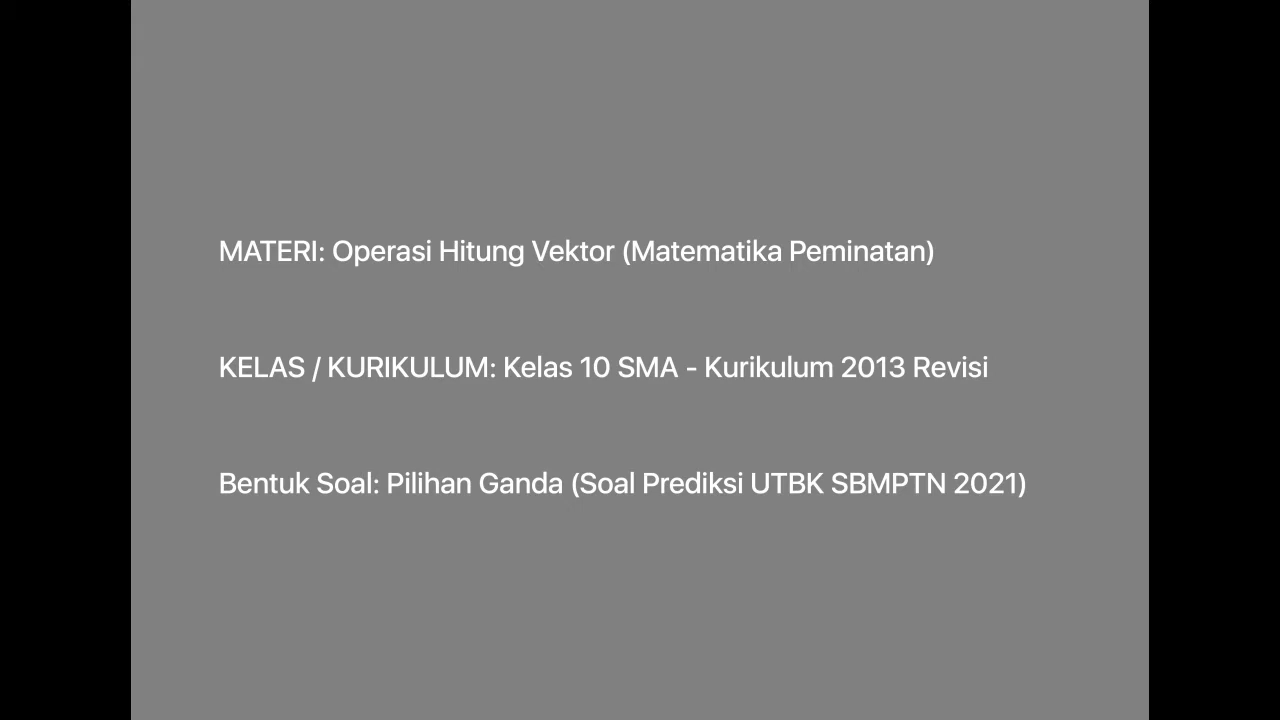 MATERI: Operasi Hitung Vektor (Matematika Peminatan)
KELAS / KURIKULUM: Kelas 10 SMA - Kurikulum 2013 Revisi
Bentuk Soal: Pilihan Ganda (Soal Prediksi UTBK SBMPTN 2021)